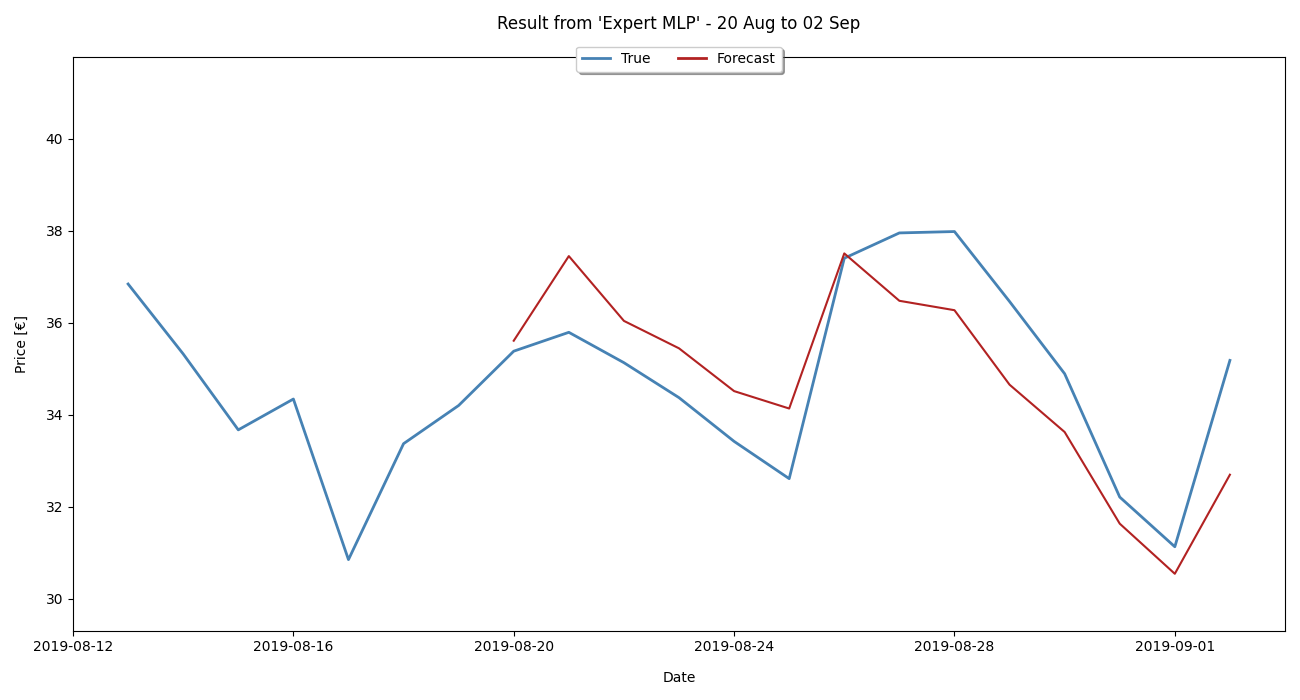 Result from 'Expert MLP' - 20 Aug to 02 Sep
True Forecast
Price [€]
40
38
36
34
32
30
2019-08-12 2019-08-16 2019-08-20 2019-08-24 2019-08-28 2019-09-01
Date